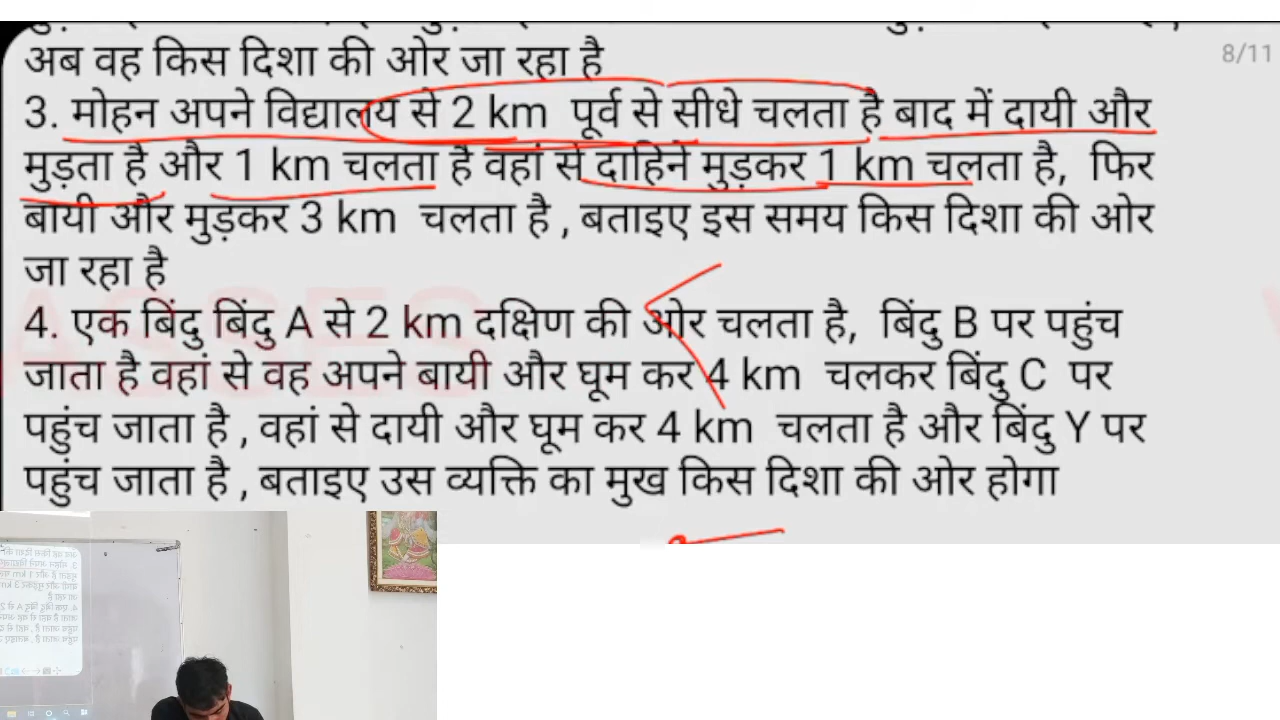 अब वह किस दिशा की ओर जा रहा है
8/11
3. मोहन अपने विद्यालय से 2 km पूर्व से सीधे चलता है बाद में दायी और
मुड़ता है और 1 km चलता है वहां से दाहिने मुड़कर 1 km चलता है, फिर
बायी और मुड़कर 3 km चलता है , बताइए इस समय किस दिशा की ओर
जा रहा है
4. एक बिंदु बिंदु A से 2 km दक्षिण की ओर चलता है, बिंदु B पर पहुंच
जाता है वहां से वह अपने बायी और घूम कर 4 km चलकर बिंदु C पर
पहुंच जाता है , वहां से दायी और घूम कर 4 km चलता है और बिंदु Y पर
पहुंच जाता है , बताइए उस व्यक्ति का मुख किस दिशा की ओर होगा